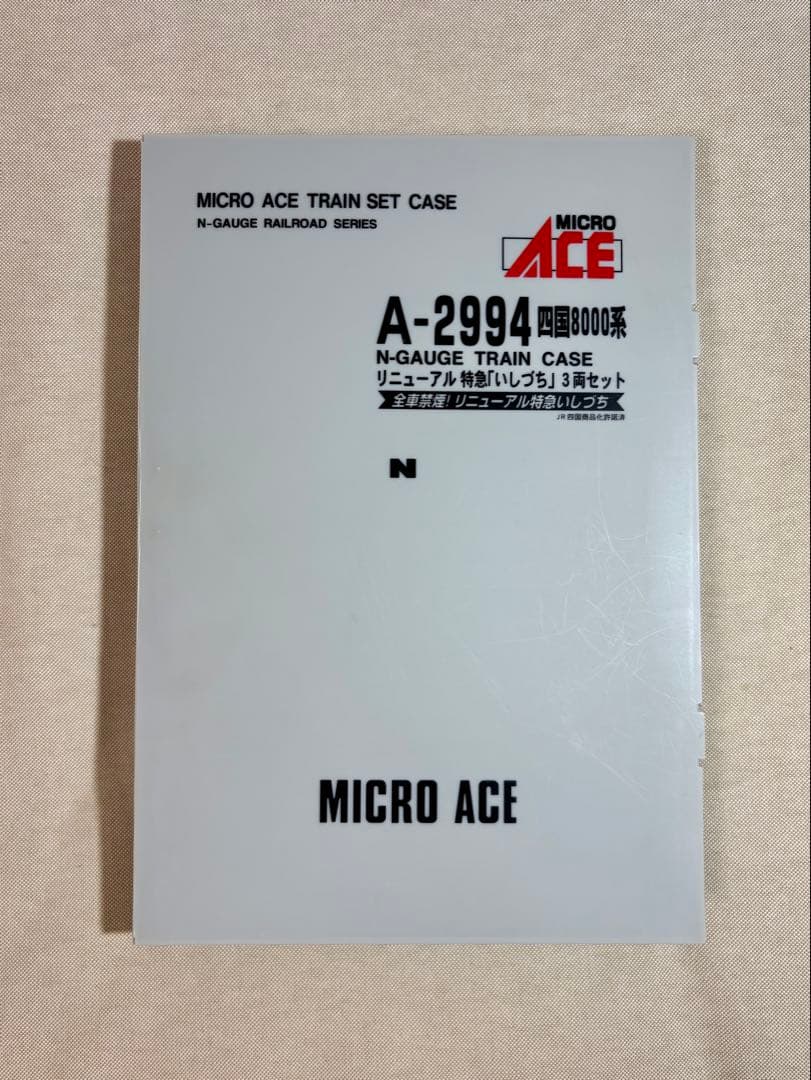 MICRO ACE TRAIN SET CASE
N-GAUGE RAILROAD SERIES
MICRO
ACE
A-2994 四国8000系
N-GAUGE TRAIN CASE
リニューアル 特急「いしづち」 3両セット
全車禁煙! リニューアル特急いしづち
JR四国商品化許諾済
N
MICRO ACE